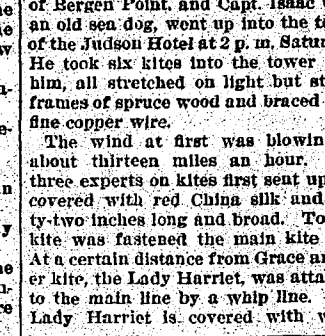 of Bergen Point, and Capt. Isaac
an old sea dog, went up into the t
of the Judson Hotel at 2 p. m. Satur
He took six kites into the tower
him, all stretched on light but st
frames of spruce wood and braced
fine copper wire.
The wind at first was blowin
about thirteen miles an hour.
three experts on kites first sent up
covered with red China silk and
ty-two inches long and broad. To
kite was fastened the main kite
At a certain distance from Grace an
er kite, the Lady Harriet, was atta
to the main line by a whip line.
Lady Harriet is covered with w